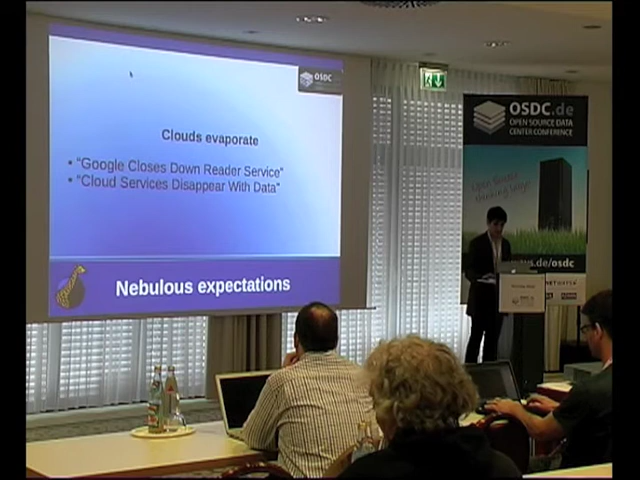 OSDC
Clouds evaporate
• "Google Closes Down Reader Service"
• "Cloud Services Disappear With Data"
Nebulous expectations
OSDC.de
OPEN SOURCE DATA
CENTER CONFERENCE
.de/osdc